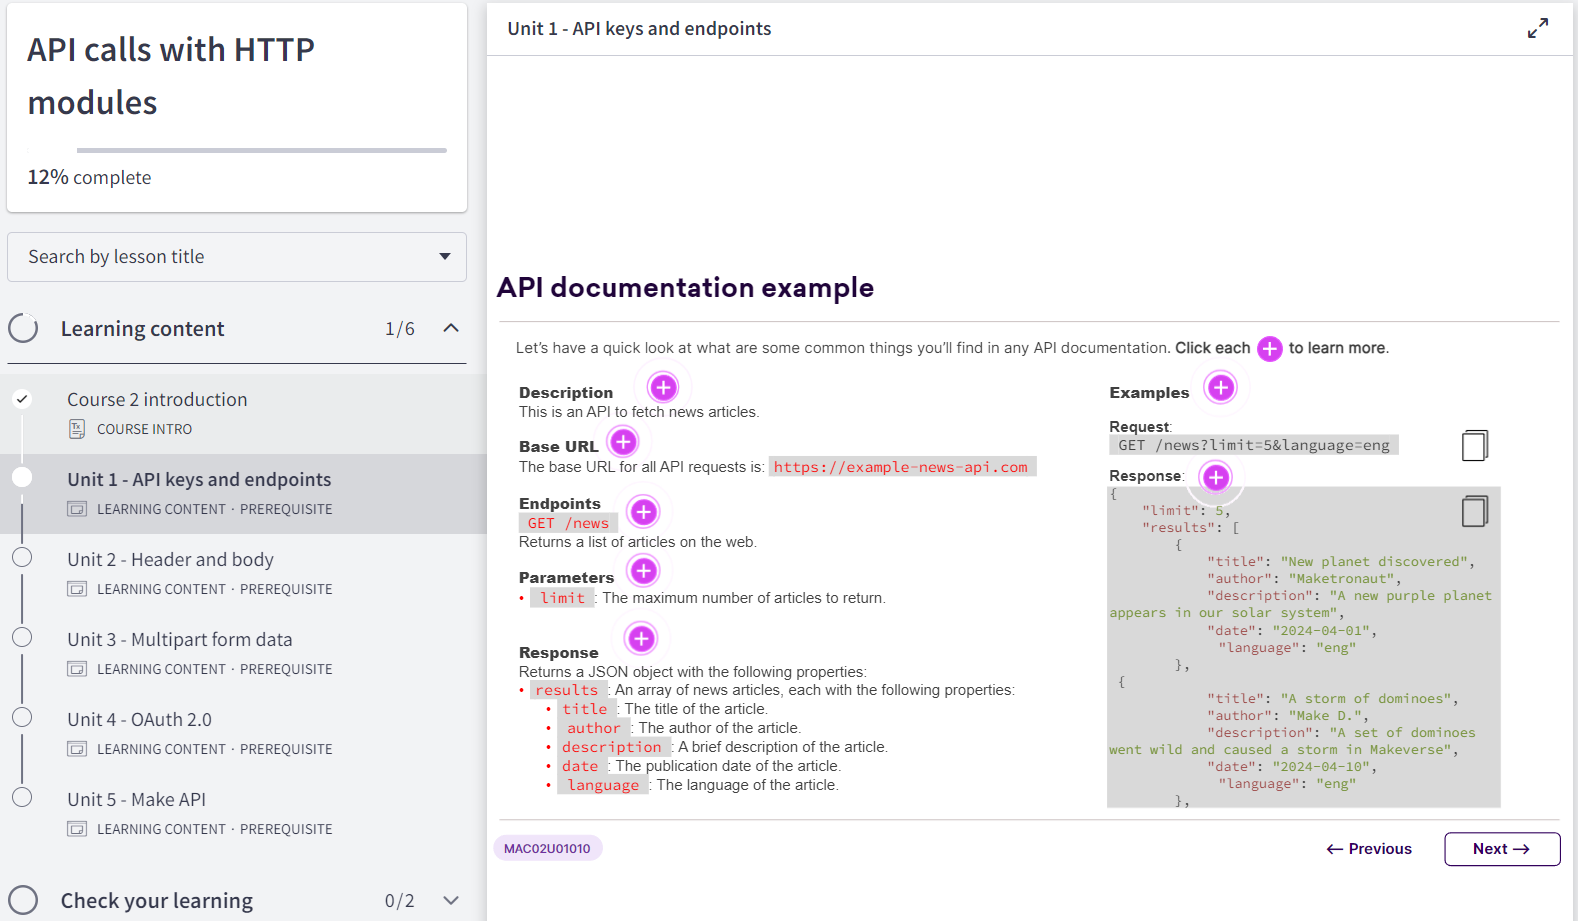 API calls with HTTP
modules
12% complete
Search by lesson title
Learning content 1/6
Course 2 introduction
Tx COURSE INTRO
Unit 1 - API keys and endpoints
LEARNING CONTENT · PREREQUISITE
Unit 2 - Header and body
LEARNING CONTENT · PREREQUISITE
Unit 3 - Multipart form data
LEARNING CONTENT · PREREQUISITE
Unit 4 - OAuth 2.0
LEARNING CONTENT · PREREQUISITE
Unit 5 - Make API
LEARNING CONTENT · PREREQUISITE
Check your learning 0/2
Unit 1 - API keys and endpoints
API documentation example
Let’s have a quick look at what are some common things you’ll find in any API documentation. Click each + to learn more.
Description
This is an API to fetch news articles.
Base URL
The base URL for all API requests is: https://example-news-api.com
Endpoints
GET /news
Returns a list of articles on the web.
Parameters
• limit : The maximum number of articles to return.
Response
Returns a JSON object with the following properties:
• results : An array of news articles, each with the following properties:
• title : The title of the article.
• author : The author of the article.
• description : A brief description of the article.
• date : The publication date of the article.
• language : The language of the article.
Examples
Request:
GET /news?limit=5&language=eng
Response:
{
"limit": 5,
"results": [
{
"title": "New planet discovered",
"author": "Maketronaut",
"description": "A new purple planet
appears in our solar system",
"date": "2024-04-01",
"language": "eng"
},
{
"title": "A storm of dominoes",
"author": "Make D.",
"description": "A set of dominoes
went wild and caused a storm in Makeverse",
"date": "2024-04-10",
"language": "eng"
},
MAC02U01010
← Previous
Next →